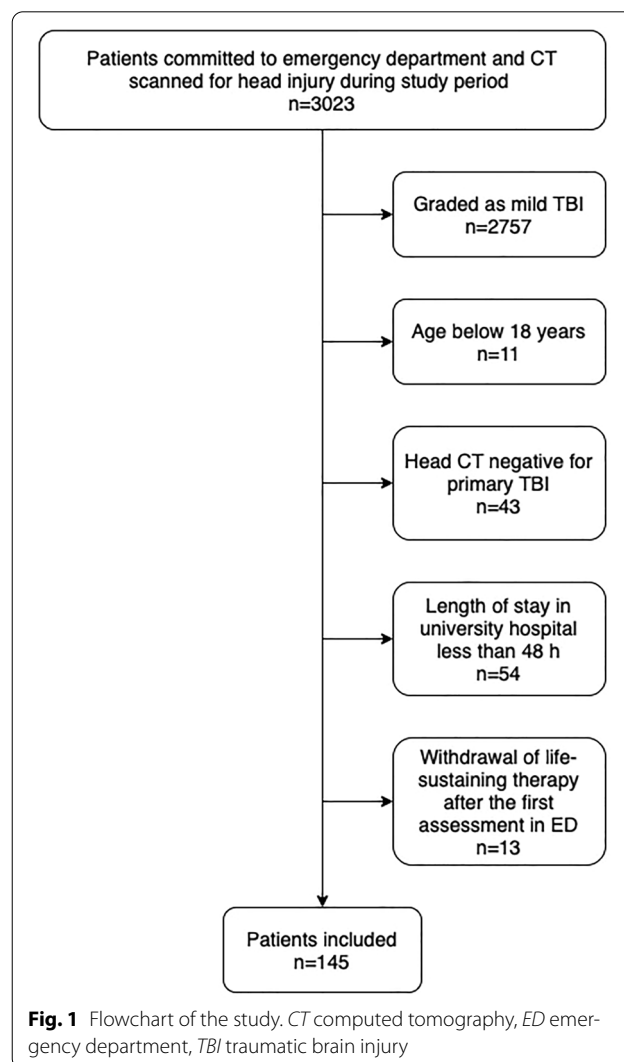 Patients committed to emergency department and CT
scanned for head injury during study period
n=3023
Graded as mild TBI
n=2757
Age below 18 years
n=11
Head CT negative for
primary TBI
n=43
Length of stay in
university hospital
less than 48 h
n=54
Withdrawal of life-
sustaining therapy
after the first
assessment in ED
n=13
Patients included
n=145
Fig. 1 Flowchart of the study. CT computed tomography, ED emer-
gency department, TBI traumatic brain injury